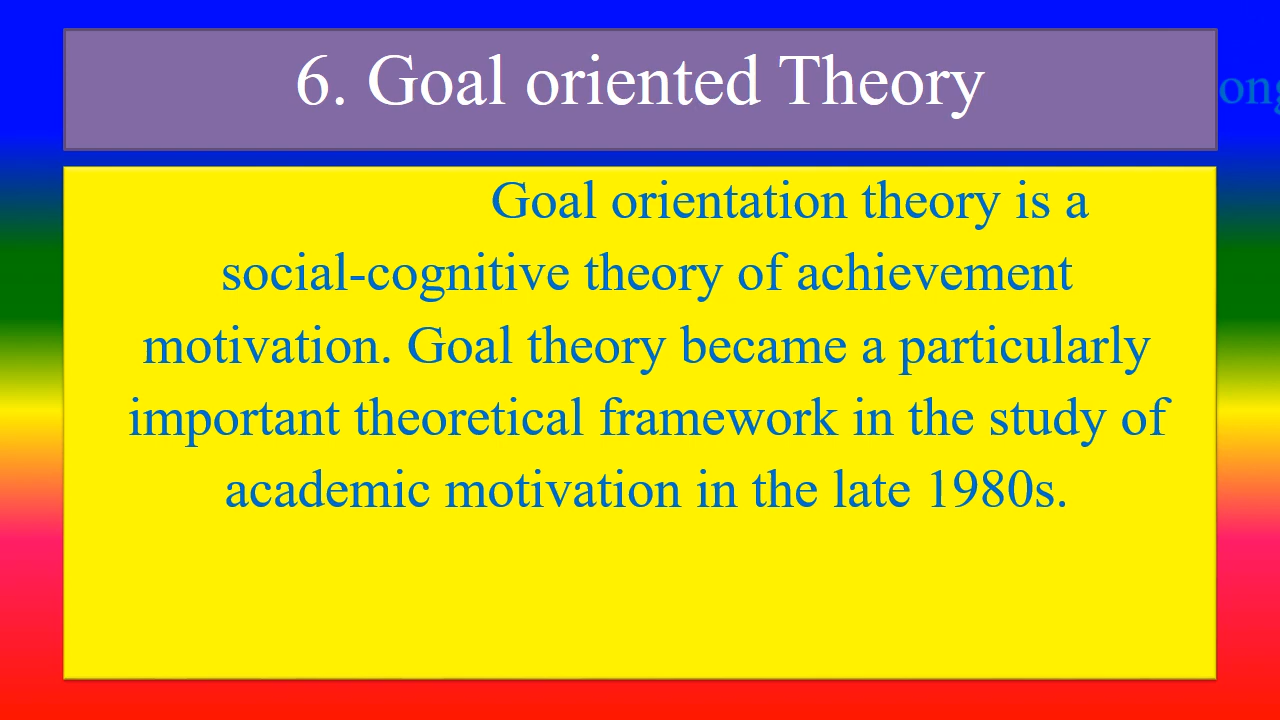 6. Goal oriented Theory
ong
Goal orientation theory is a
social-cognitive theory of achievement
motivation. Goal theory became a particularly
important theoretical framework in the study of
academic motivation in the late 1980s.